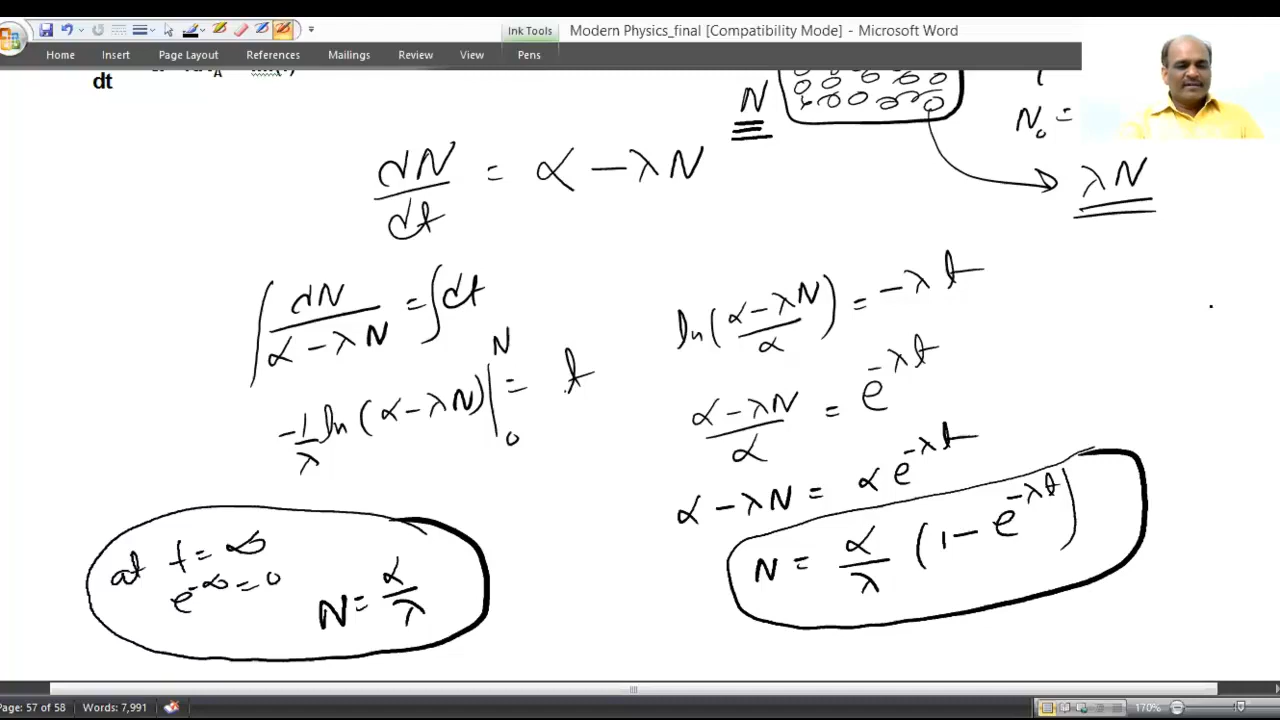 Ink Tools
Modern Physics_final [Compatibility Mode] - Microsoft Word
Home Insert Page Layout References Mailings Review View Pens
dt
N
N₀ =
dN/dt = α - λN
λN
∫ dN/(α - λN) = ∫ dt
-1/λ ln(α - λN) |₀ᴺ = t
ln((α - λN)/α) = -λt
(α - λN)/α = e^(-λt)
α - λN = α e^(-λt)
N = α/λ (1 - e^(-λt))
at t = ∞
e^(-∞) = 0
N = α/λ
Page: 57 of 58 Words: 7,991 170%